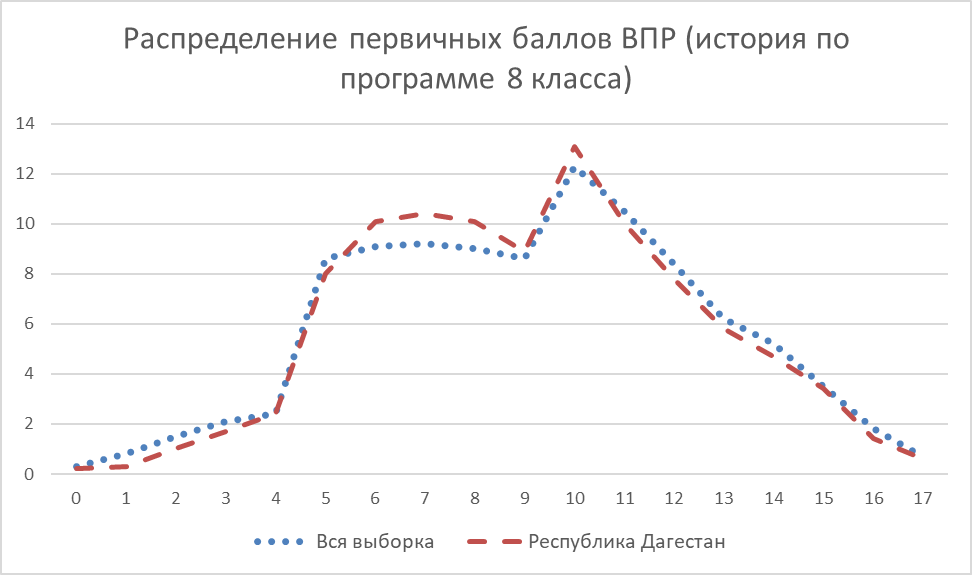 Распределение первичных баллов ВПР (история по
программе 8 класса)
14
12
10
8
6
4
2
0
0 1 2 3 4 5 6 7 8 9 10 11 12 13 14 15 16 17
Вся выборка Республика Дагестан